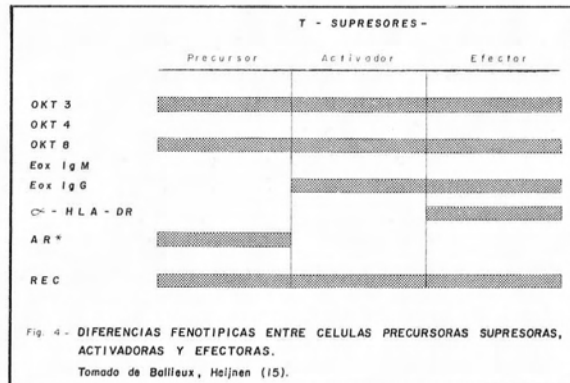 T - SUPRESORES -
Precursor Activador Efector
OKT 3
OKT 4
OKT 8
Eox IgM
Eox IgG
α - HLA - DR
AR*
REC
Fig. 4 - DIFERENCIAS FENOTIPICAS ENTRE CELULAS PRECURSORAS SUPRESORAS,
ACTIVADORAS Y EFECTORAS.
Tomado de Ballieux, Heijnen (15).